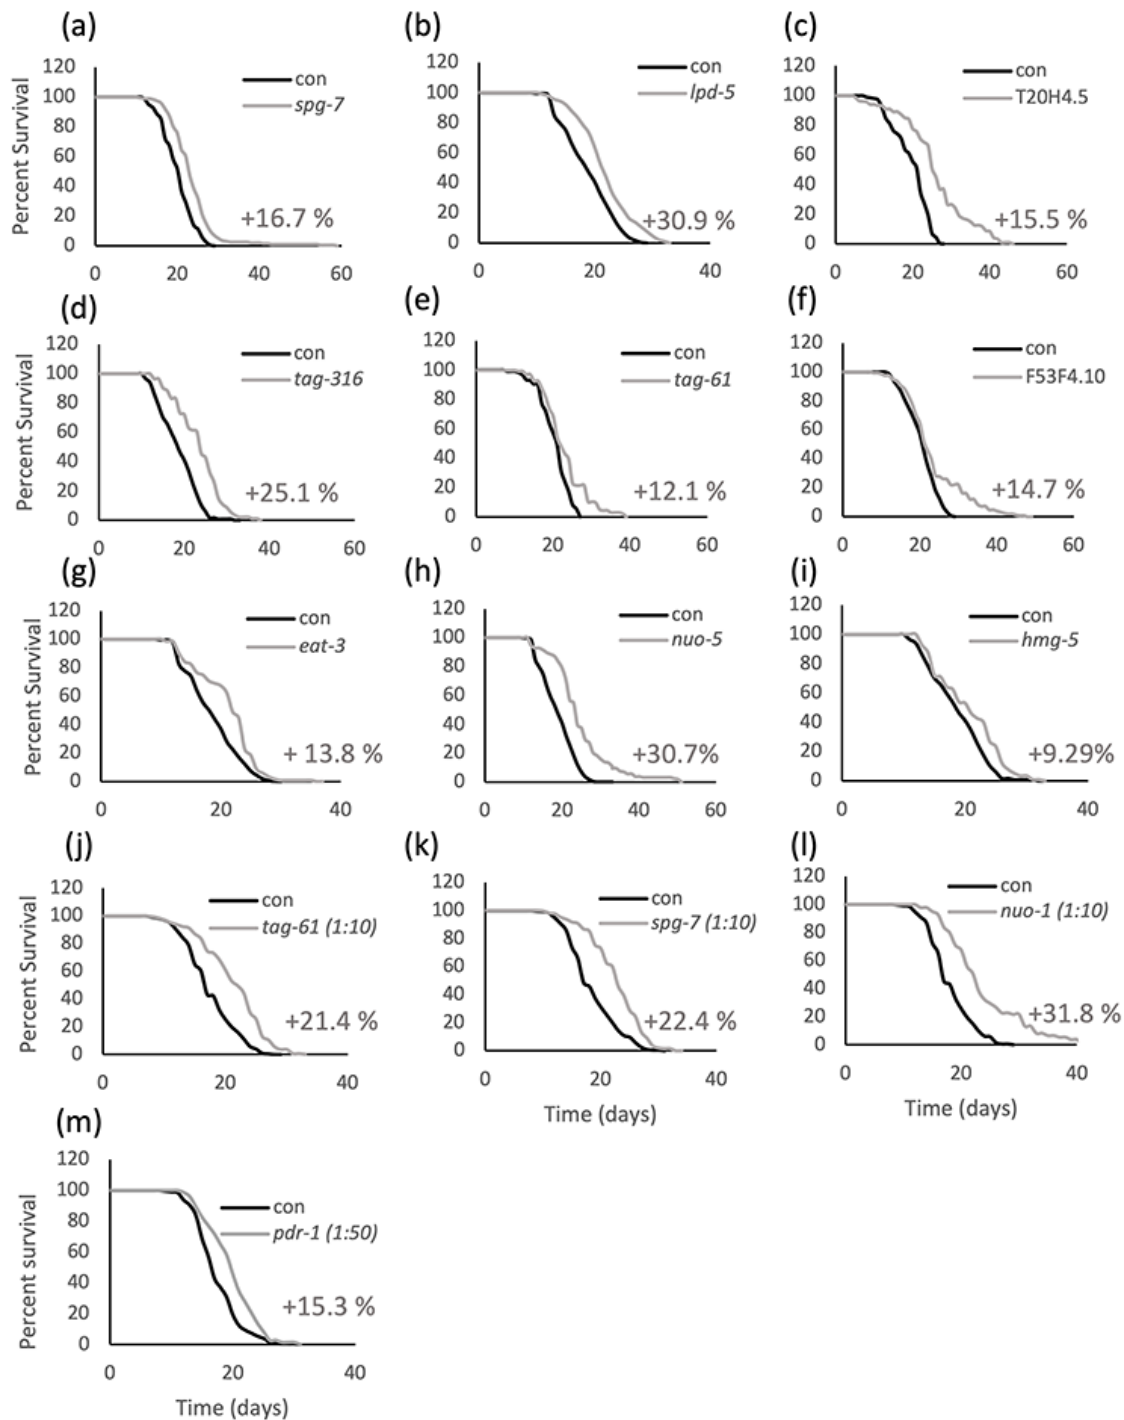 (a)
Percent Survival
120
100
80
60
40
20
0
0 20 40 60
con
spg-7
+16.7 %
(b)
120
100
80
60
40
20
0
0 20 40
con
lpd-5
+30.9 %
(c)
120
100
80
60
40
20
0
0 20 40 60
con
T20H4.5
+15.5 %
(d)
Percent Survival
120
100
80
60
40
20
0
0 20 40 60
con
tag-316
+25.1 %
(e)
120
100
80
60
40
20
0
0 20 40 60
con
tag-61
+12.1 %
(f)
120
100
80
60
40
20
0
0 20 40 60
con
F53F4.10
+14.7 %
(g)
Percent Survival
120
100
80
60
40
20
0
0 20 40
con
eat-3
+ 13.8 %
(h)
120
100
80
60
40
20
0
0 20 40 60
con
nuo-5
+30.7%
(i)
120
100
80
60
40
20
0
0 20 40
con
hmg-5
+9.29%
(j)
Percent Survival
120
100
80
60
40
20
0
0 20 40
con
tag-61 (1:10)
+21.4 %
(k)
120
100
80
60
40
20
0
0 20 40
Time (days)
con
spg-7 (1:10)
+22.4 %
(l)
120
100
80
60
40
20
0
0 20 40
Time (days)
con
nuo-1 (1:10)
+31.8 %
(m)
Percent survival
120
100
80
60
40
20
0
0 20 40
Time (days)
con
pdr-1 (1:50)
+15.3 %